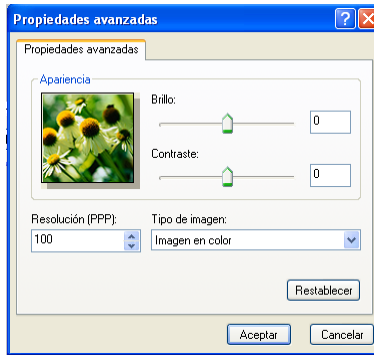 Propiedades avanzadas
Propiedades avanzadas
Apariencia
Brillo:
0
Contraste:
0
Resolución (PPP):
100
Tipo de imagen:
Imagen en color
Restablecer
Aceptar
Cancelar